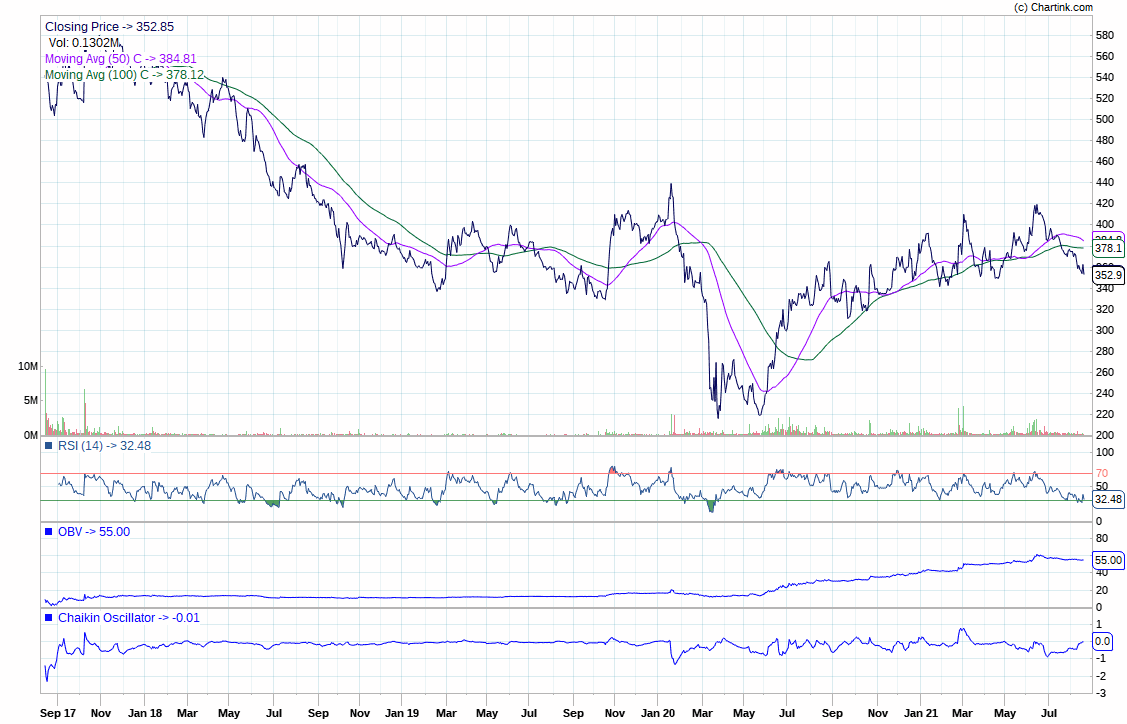 (c) Chartink.com
Closing Price -> 352.85
Vol: 0.1302M
Moving Avg (50) C -> 384.81
Moving Avg (100) C -> 378.12
580
560
540
520
500
480
460
440
420
400
378.1
352.9
340
320
300
280
260
240
220
200
10M
5M
0M
RSI (14) -> 32.48
100
70
50
32.48
0
OBV -> 55.00
80
55.00
40
20
0
Chaikin Oscillator -> -0.01
1
0.0
-1
-2
-3
Sep 17 Nov Jan 18 Mar May Jul Sep Nov Jan 19 Mar May Jul Sep Nov Jan 20 Mar May Jul Sep Nov Jan 21 Mar May Jul